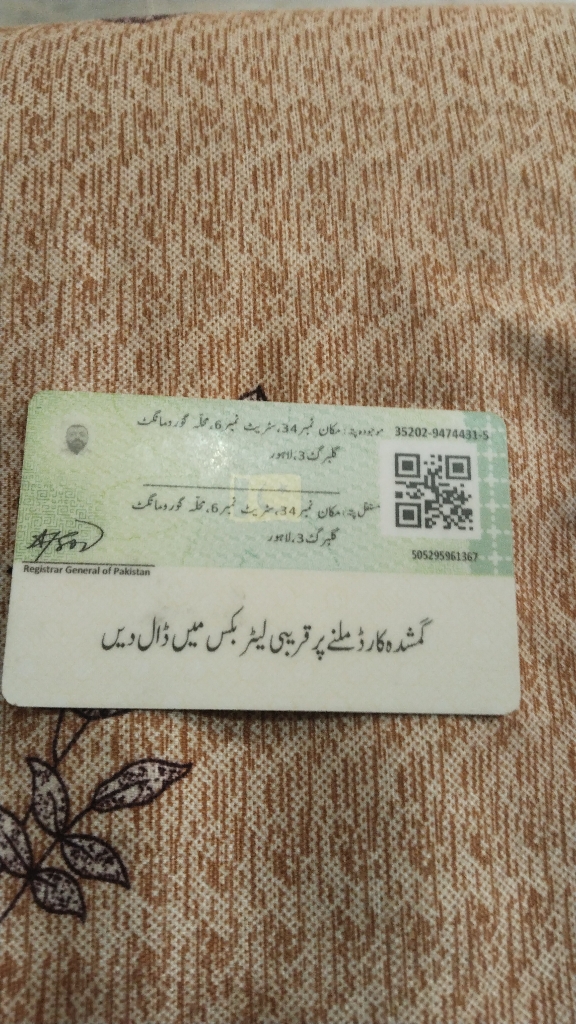 35202-9474431-5
موجودہ پتہ: مکان نمبر 34، سٹریٹ نمبر 6، محلہ گورومانگٹ
گلبرگ 3، لاہور
مستقل پتہ: مکان نمبر 34، سٹریٹ نمبر 6، محلہ گورومانگٹ
گلبرگ 3، لاہور
505295961367
Registrar General of Pakistan
گمشدہ کارڈ ملنے پر قریبی لیٹر بکس میں ڈال دیں